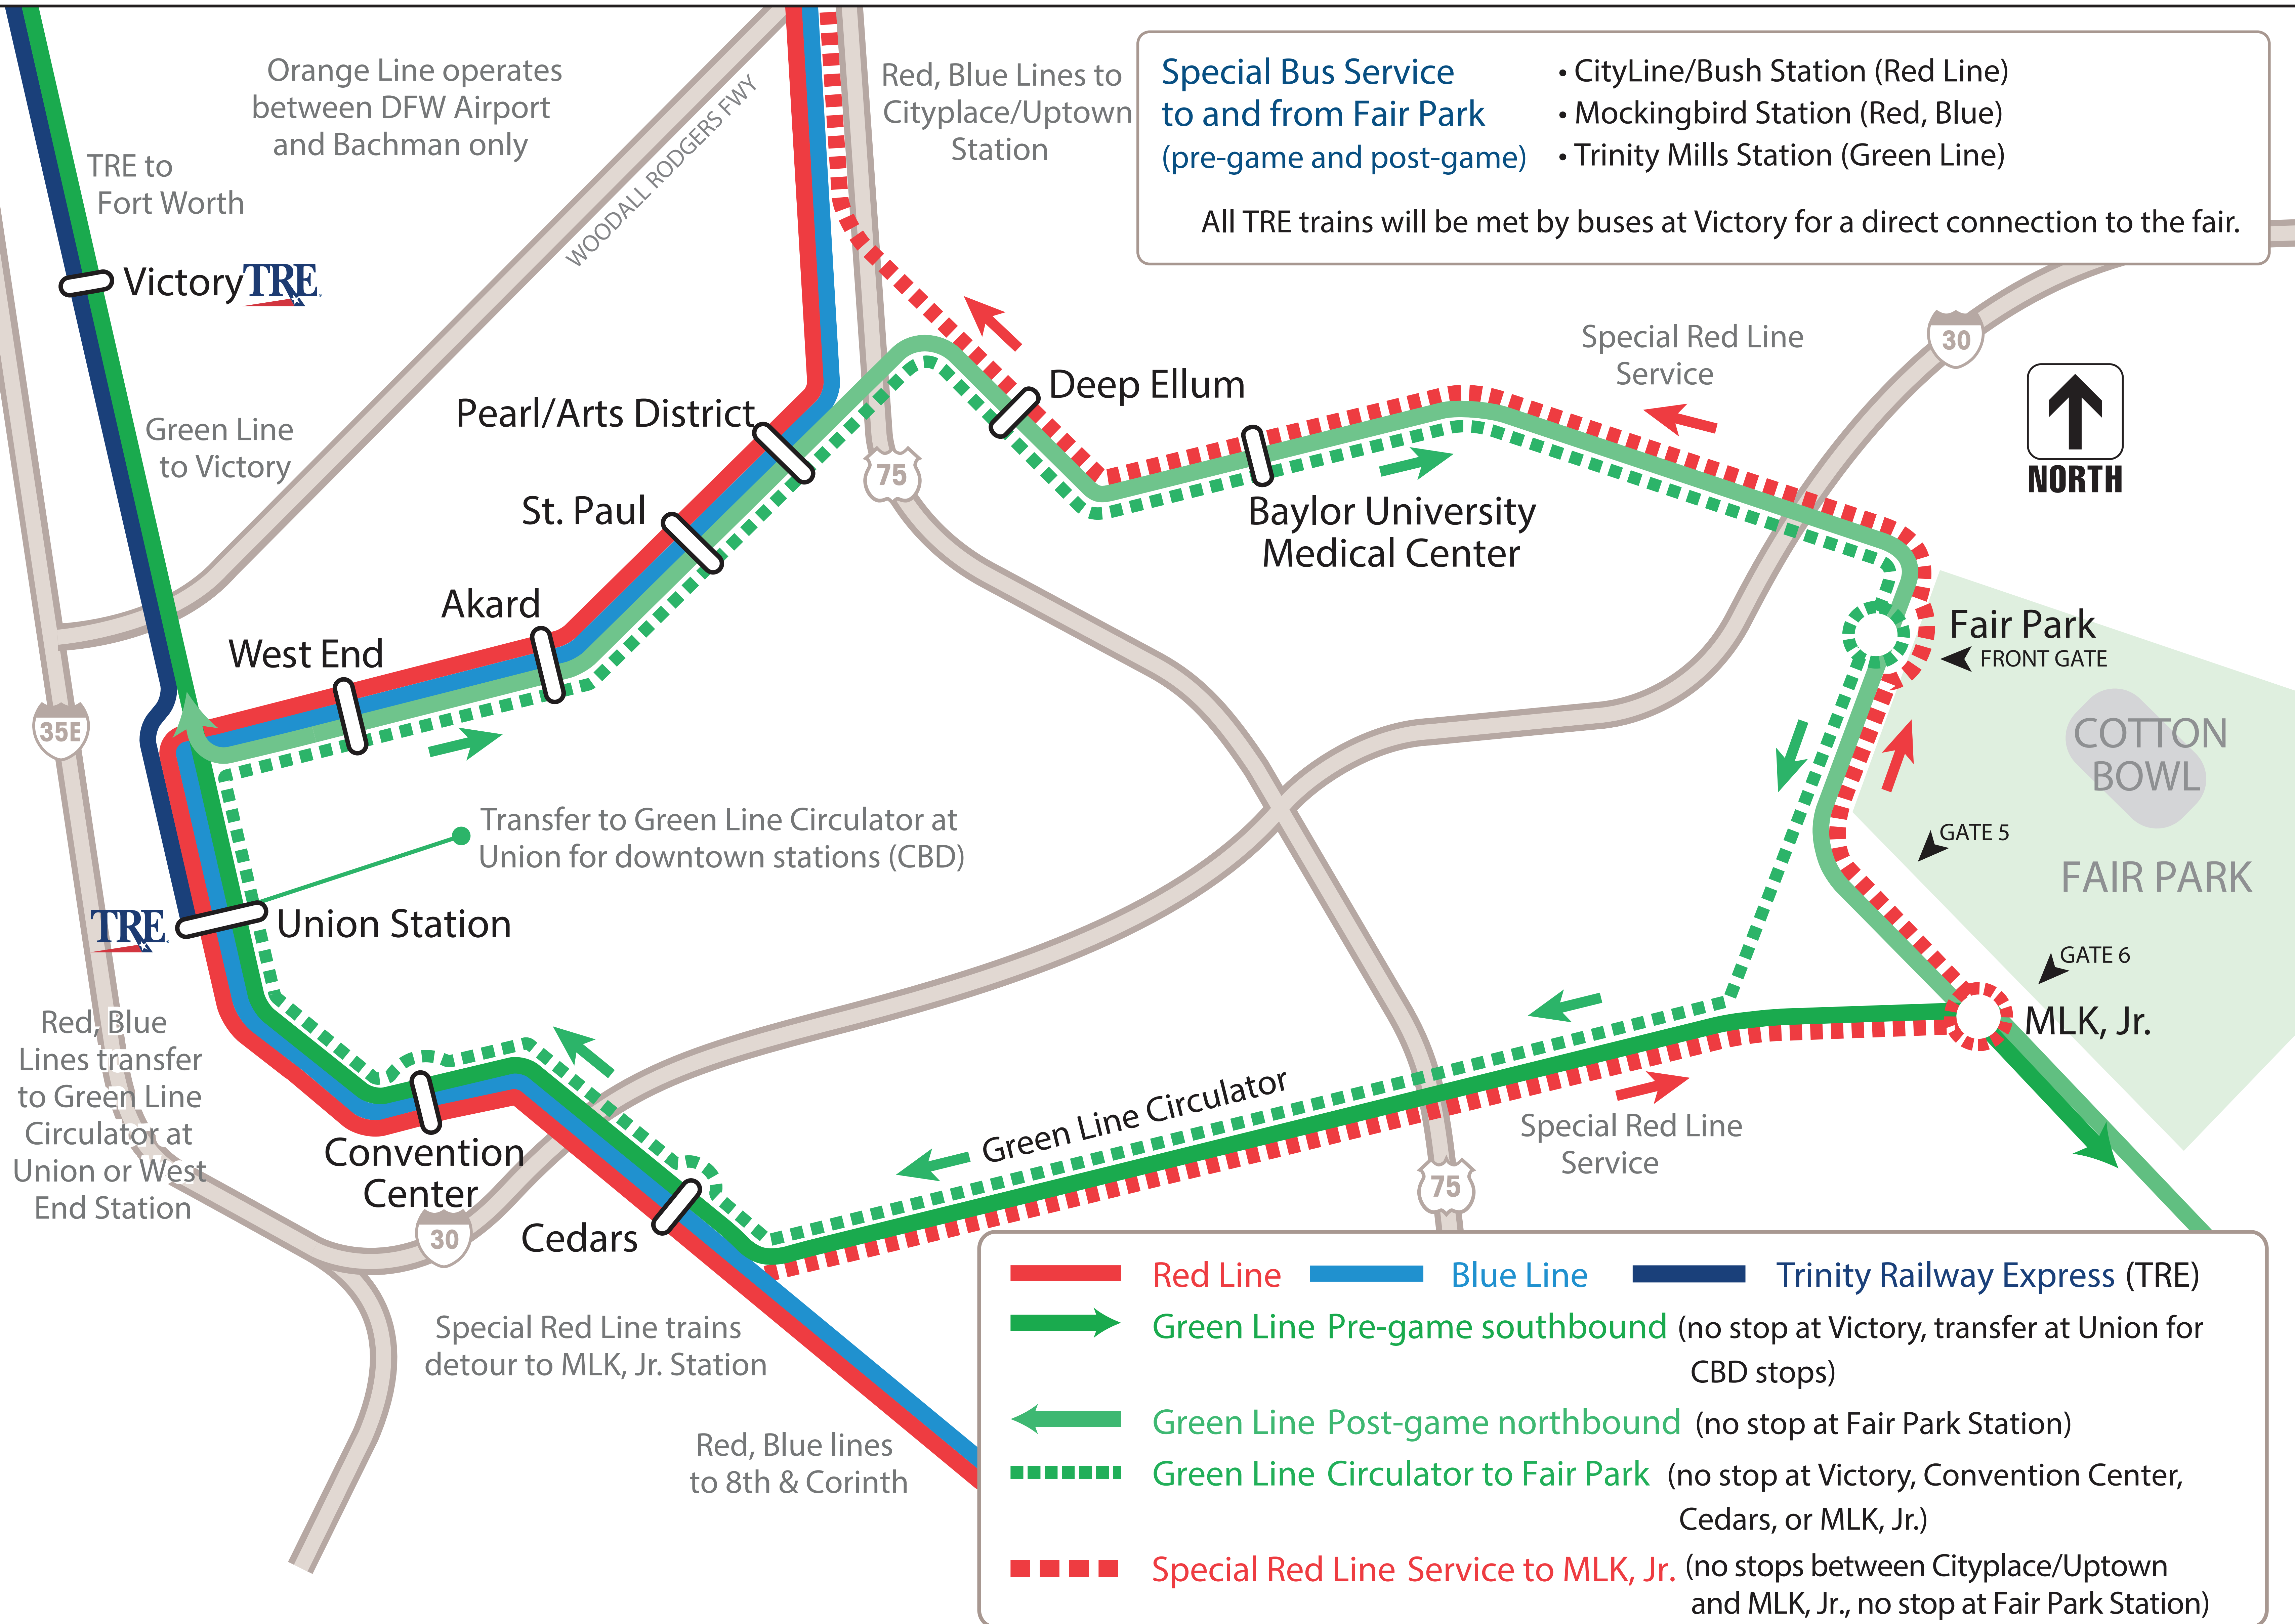 Orange Line operates
between DFW Airport
and Bachman only
WOODALL RODGERS FWY
Red, Blue Lines to
Cityplace/Uptown
Station
Special Bus Service
to and from Fair Park
(pre-game and post-game)
• CityLine/Bush Station (Red Line)
• Mockingbird Station (Red, Blue)
• Trinity Mills Station (Green Line)
All TRE trains will be met by buses at Victory for a direct connection to the fair.
TRE to
Fort Worth
Victory TRE
Green Line
to Victory
Pearl/Arts District
St. Paul
Akard
West End
75
Deep Ellum
Baylor University
Medical Center
Special Red Line
Service
30
NORTH
Fair Park
FRONT GATE
COTTON
BOWL
GATE 5
FAIR PARK
GATE 6
MLK, Jr.
35E
Transfer to Green Line Circulator at
Union for downtown stations (CBD)
TRE
Union Station
Red, Blue
Lines transfer
to Green Line
Circulator at
Union or West
End Station
Convention
Center
30
Cedars
Green Line Circulator
Special Red Line
Service
75
Special Red Line trains
detour to MLK, Jr. Station
Red, Blue lines
to 8th & Corinth
Red Line Blue Line Trinity Railway Express (TRE)
Green Line Pre-game southbound (no stop at Victory, transfer at Union for
CBD stops)
Green Line Post-game northbound (no stop at Fair Park Station)
Green Line Circulator to Fair Park (no stop at Victory, Convention Center,
Cedars, or MLK, Jr.)
Special Red Line Service to MLK, Jr. (no stops between Cityplace/Uptown
and MLK, Jr., no stop at Fair Park Station)